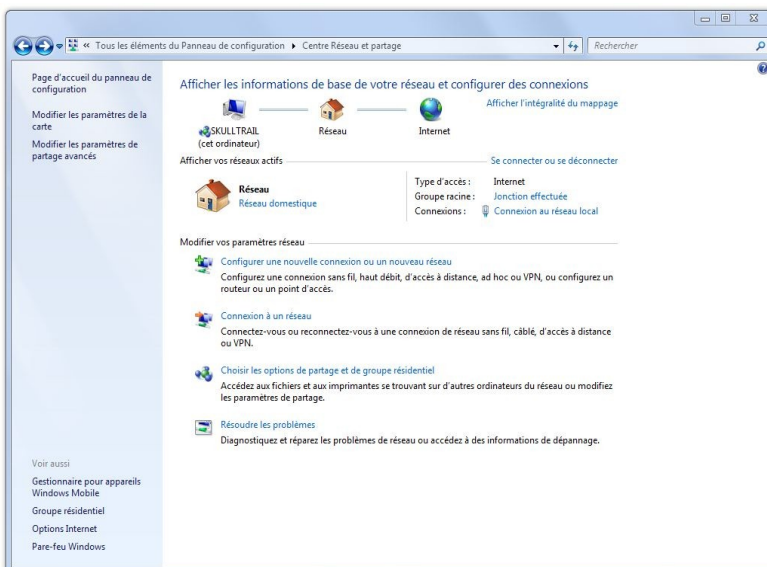 « Tous les éléments du Panneau de configuration ▸ Centre Réseau et partage
Rechercher
Page d'accueil du panneau de
configuration
Modifier les paramètres de la
carte
Modifier les paramètres de
partage avancés
Voir aussi
Gestionnaire pour appareils
Windows Mobile
Groupe résidentiel
Options Internet
Pare-feu Windows
Afficher les informations de base de votre réseau et configurer des connexions
Afficher l'intégralité du mappage
SKULLTRAIL
(cet ordinateur)
Réseau
Internet
Afficher vos réseaux actifs
Se connecter ou se déconnecter
Réseau
Réseau domestique
Type d'accès : Internet
Groupe racine : Jonction effectuée
Connexions : Connexion au réseau local
Modifier vos paramètres réseau
Configurer une nouvelle connexion ou un nouveau réseau
Configurez une connexion sans fil, haut débit, d'accès à distance, ad hoc ou VPN, ou configurez un
routeur ou un point d'accès.
Connexion à un réseau
Connectez-vous ou reconnectez-vous à une connexion de réseau sans fil, câblé, d'accès à distance
ou VPN.
Choisir les options de partage et de groupe résidentiel
Accédez aux fichiers et aux imprimantes se trouvant sur d'autres ordinateurs du réseau ou modifiez
les paramètres de partage.
Résoudre les problèmes
Diagnostiquez et réparez les problèmes de réseau ou accédez à des informations de dépannage.